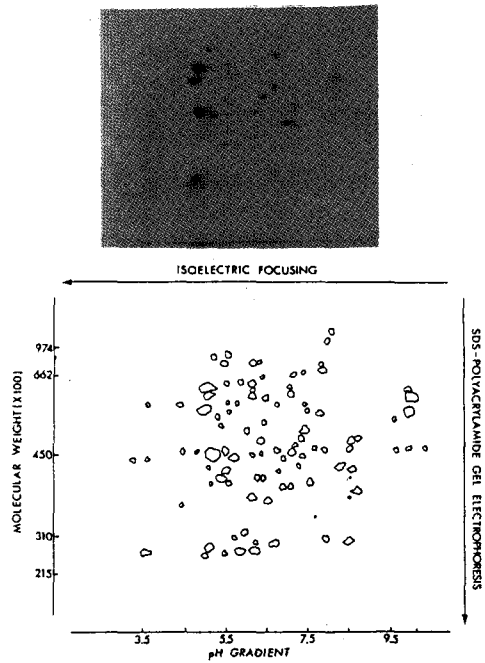 ISOELECTRIC FOCUSING
974
662
450
310
215
MOLECULAR WEIGHT [X100]
SDS-POLYACRYLAMIDE GEL ELECTROPHORESIS
3.5 5.5 7.5 9.5
pH GRADIENT